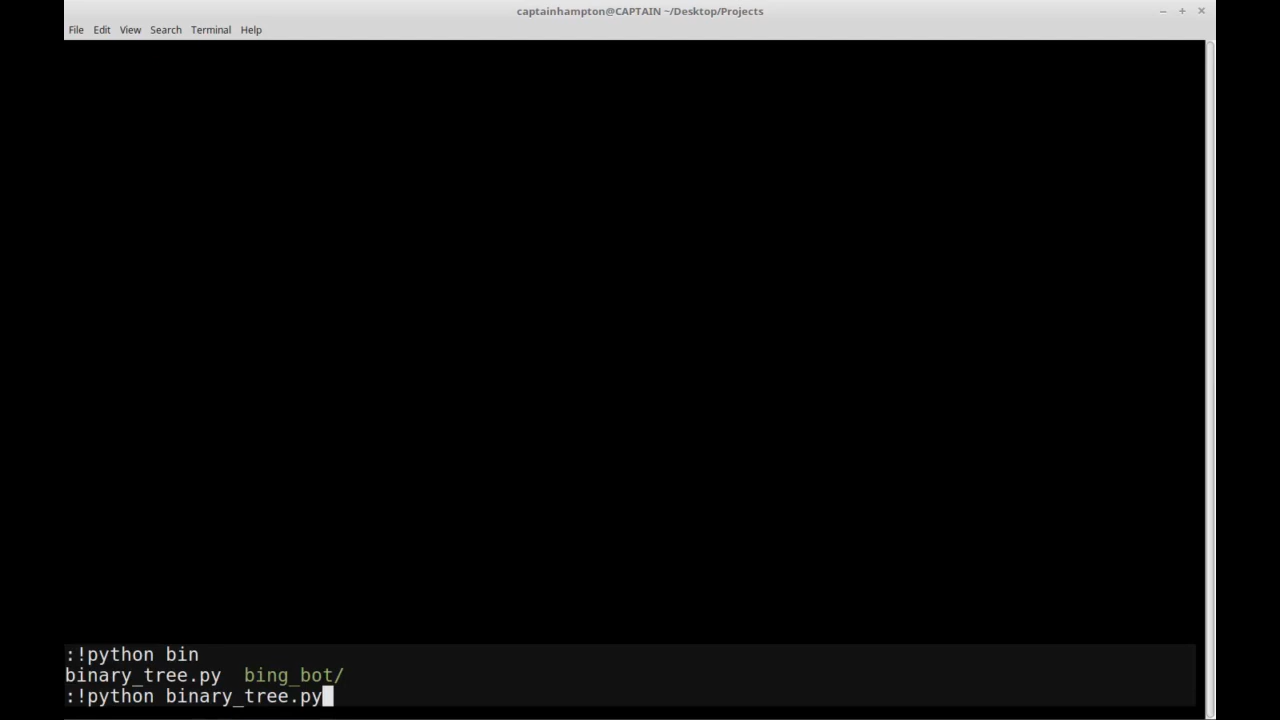 captainhampton@CAPTAIN ~/Desktop/Projects
File Edit View Search Terminal Help
:!python bin
binary_tree.py bing_bot/
:!python binary_tree.py